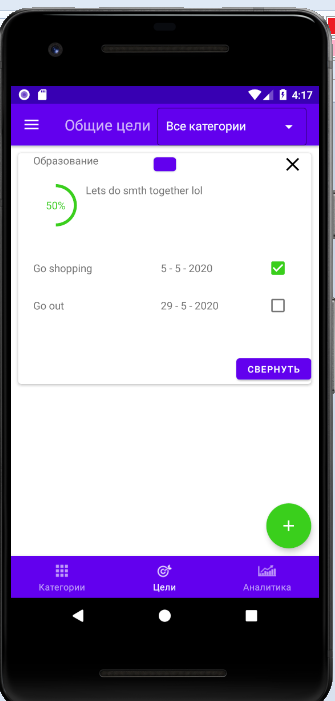 4:17
Общие цели Все категории
Образование
50% Lets do smth together lol
Go shopping 5 - 5 - 2020
Go out 29 - 5 - 2020
СВЕРНУТЬ
+
Категории Цели Аналитика